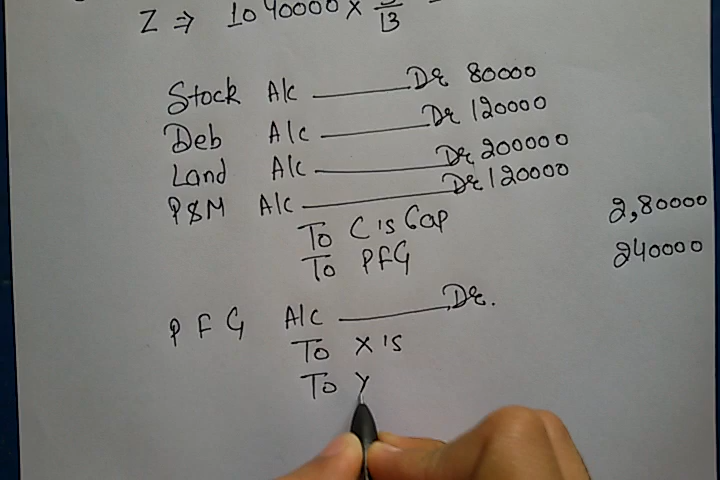 Z ⇒ 1040000 × /13
Stock A/c ——— Dr 80000
Deb A/c ——— Dr 120000
Land A/c ——— Dr 200000
P&M A/c ——— Dr 120000
To C's Cap 2,80000
To PFG 240000
PFG A/c ——— Dr.
To X's
To Y